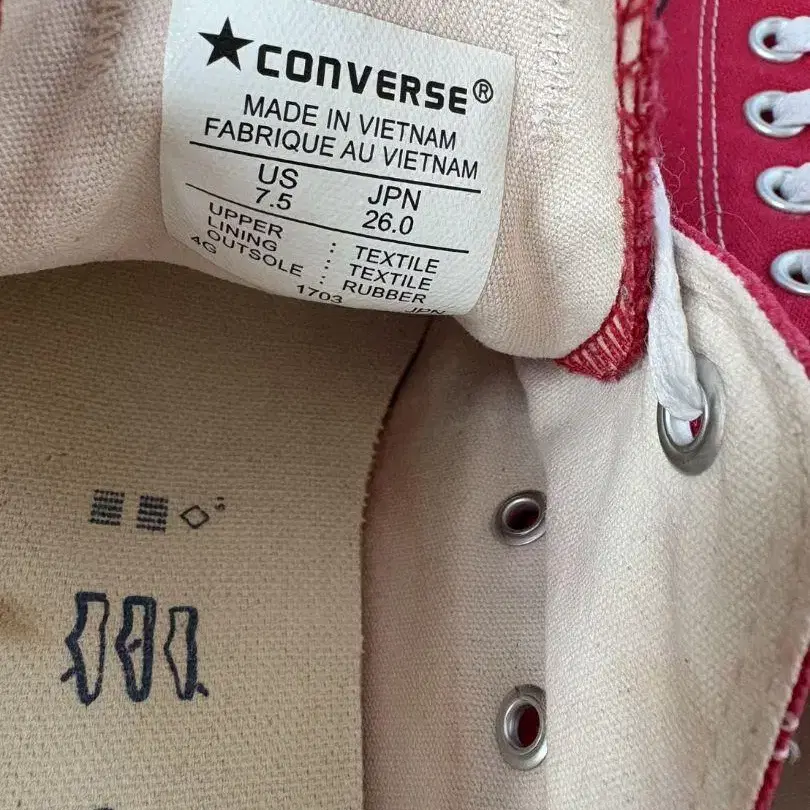 ★CONVERSE®
MADE IN VIETNAM
FABRIQUE AU VIETNAM
US JPN
7.5 26.0
UPPER : TEXTILE
LINING : TEXTILE
OUTSOLE : RUBBER
4G 1703 JPN